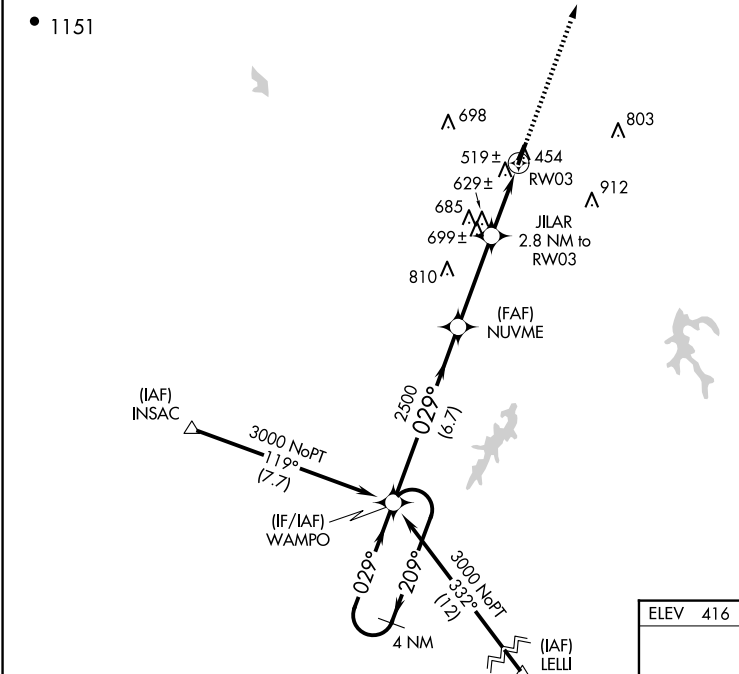 1151
698
803
519 ±
454
RW03
629 ±
912
685
JILAR
2.8 NM to
RW03
699 ±
810
(FAF)
NUVME
2500
029°
(6.7)
(IAF)
INSAC
3000 NoPT
119°
(7.7)
(IF/IAF)
WAMPO
029°
209°
4 NM
3000 NoPT
332°
(12)
(IAF)
LELLI
ELEV 416